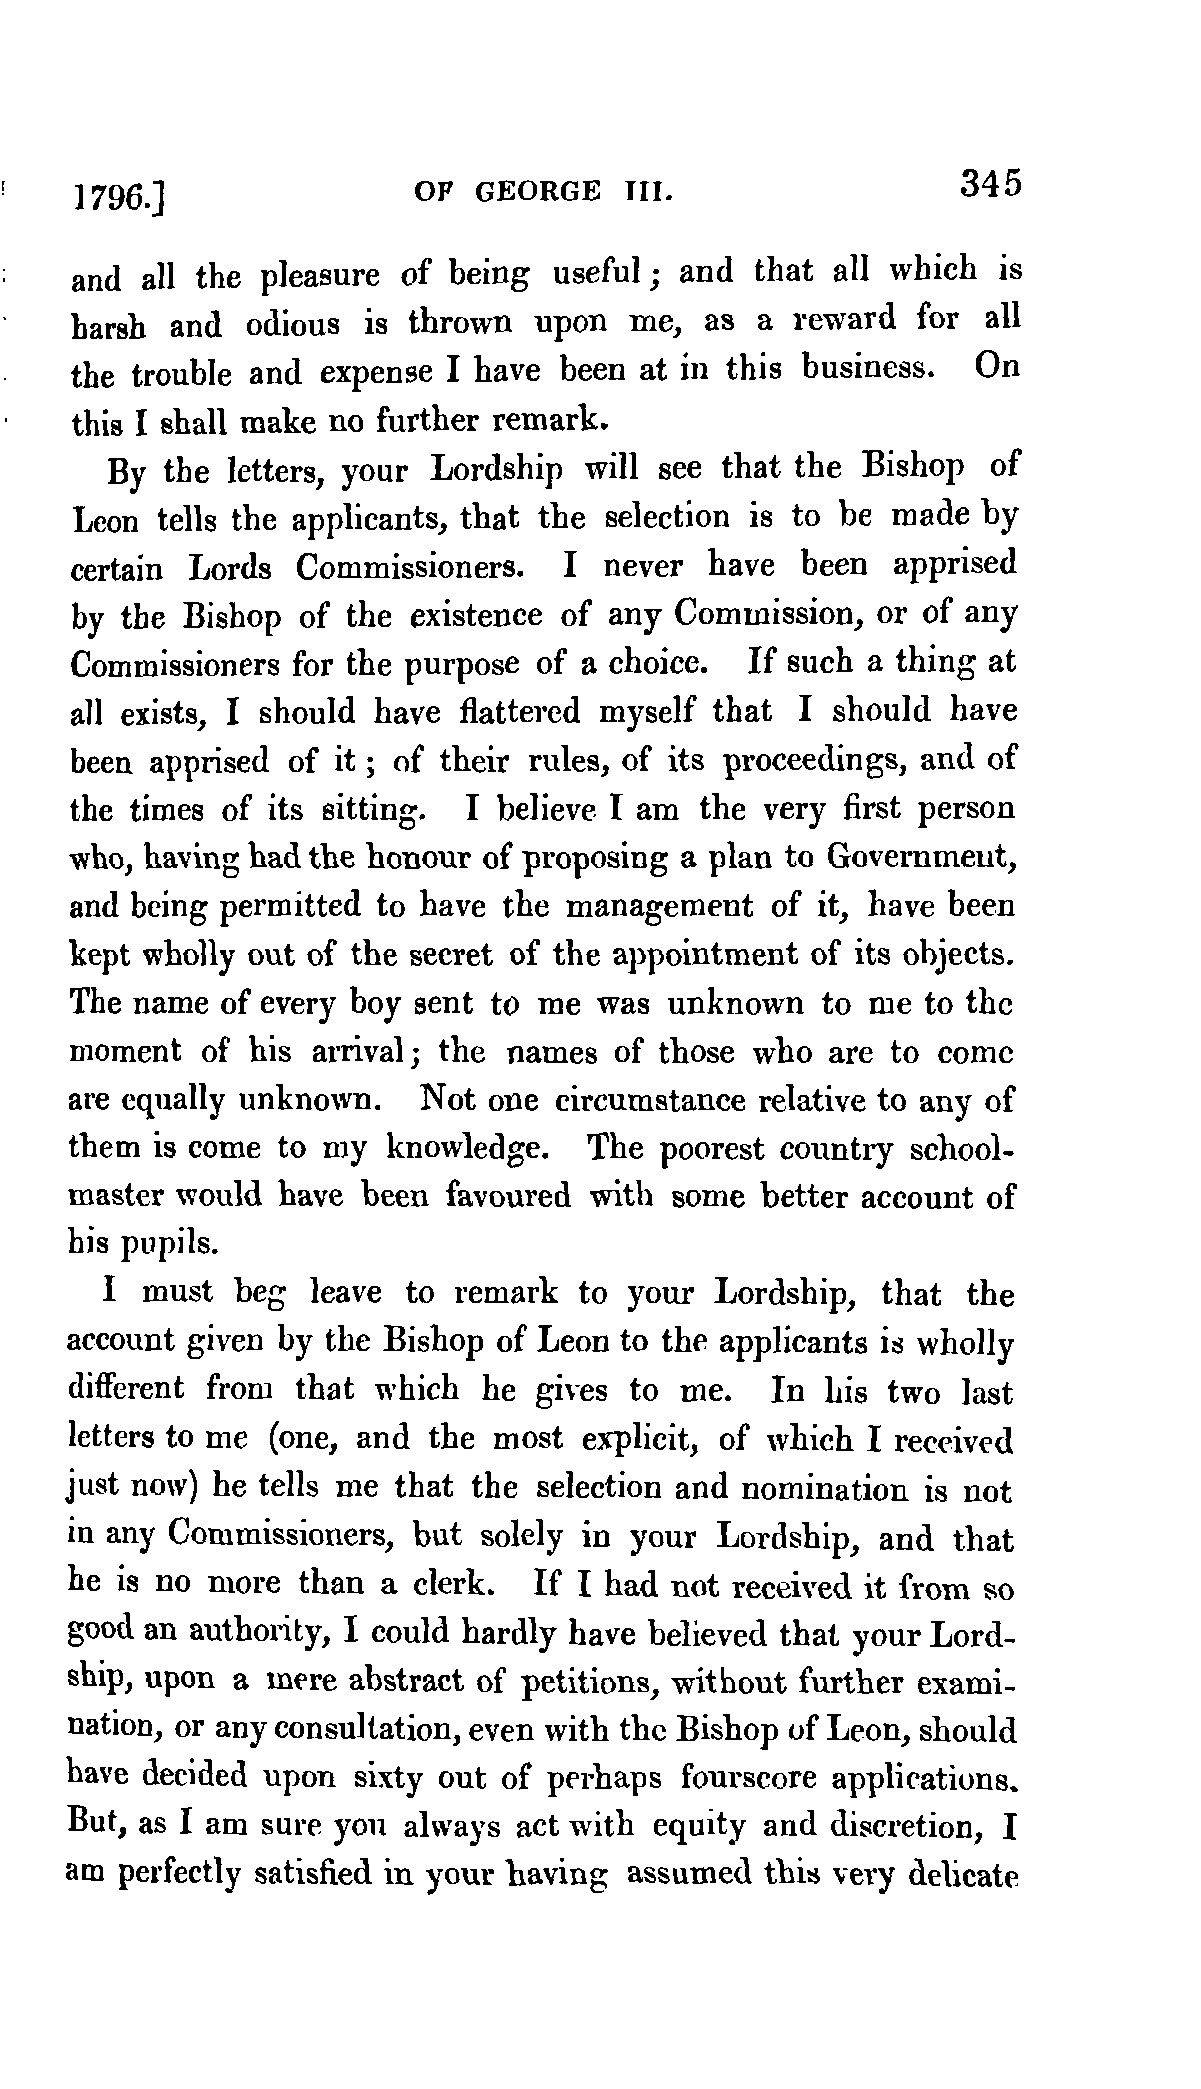 1796.] OF GEORGE III. 345
and all the pleasure of being useful; and that all which is
harsh and odious is thrown upon me, as a reward for all
the trouble and expense I have been at in this business. On
this I shall make no further remark.
By the letters, your Lordship will see that the Bishop of
Leon tells the applicants, that the selection is to be made by
certain Lords Commissioners. I never have been apprised
by the Bishop of the existence of any Commission, or of any
Commissioners for the purpose of a choice. If such a thing at
all exists, I should have flattered myself that I should have
been apprised of it; of their rules, of its proceedings, and of
the times of its sitting. I believe I am the very first person
who, having had the honour of proposing a plan to Government,
and being permitted to have the management of it, have been
kept wholly out of the secret of the appointment of its objects.
The name of every boy sent to me was unknown to me to the
moment of his arrival; the names of those who are to come
are equally unknown. Not one circumstance relative to any of
them is come to my knowledge. The poorest country school-
master would have been favoured with some better account of
his pupils.
I must beg leave to remark to your Lordship, that the
account given by the Bishop of Leon to the applicants is wholly
different from that which he gives to me. In his two last
letters to me (one, and the most explicit, of which I received
just now) he tells me that the selection and nomination is not
in any Commissioners, but solely in your Lordship, and that
he is no more than a clerk. If I had not received it from so
good an authority, I could hardly have believed that your Lord-
ship, upon a mere abstract of petitions, without further exami-
nation, or any consultation, even with the Bishop of Leon, should
have decided upon sixty out of perhaps fourscore applications.
But, as I am sure you always act with equity and discretion, I
am perfectly satisfied in your having assumed this very delicate